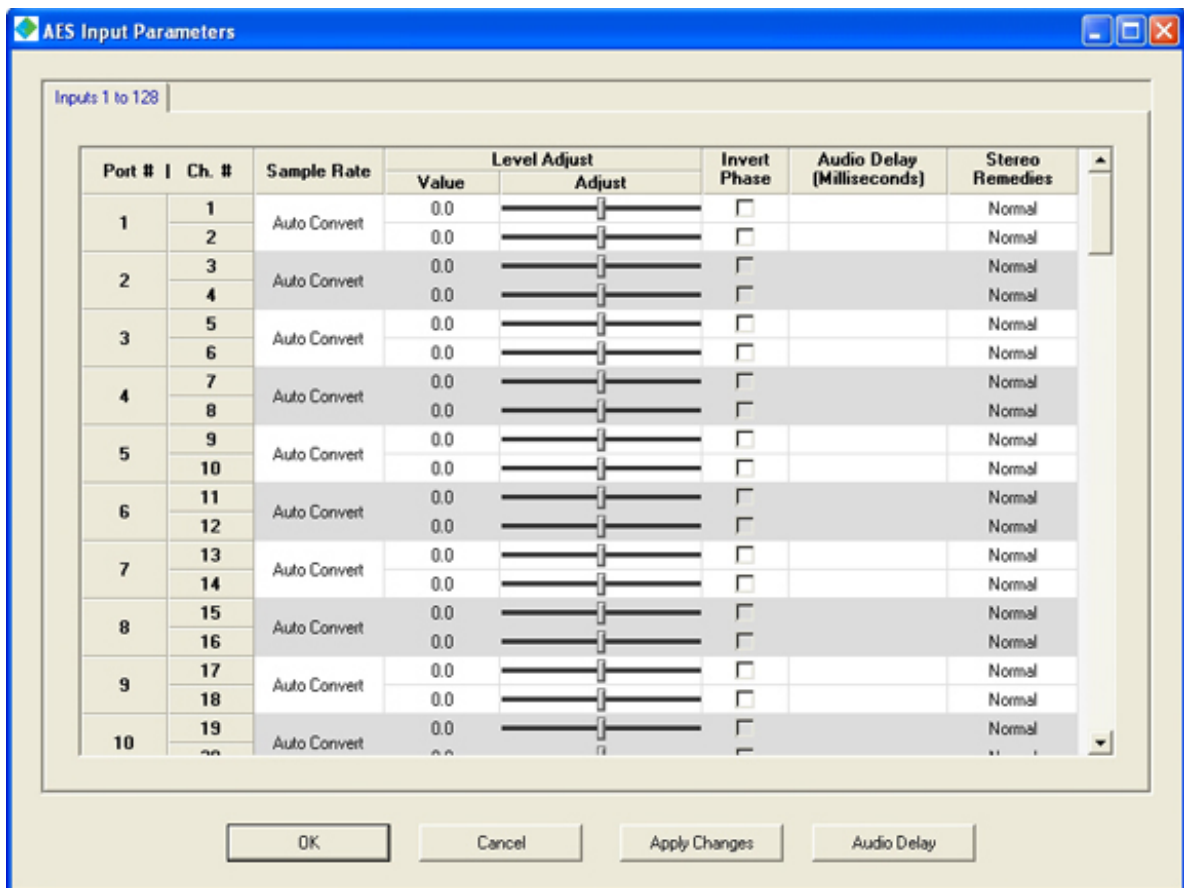 AES Input Parameters
Inputs 1 to 128
Port # | Ch. # Sample Rate Level Adjust Invert Phase Audio Delay (Milliseconds) Stereo Remedies
Value Adjust
1 1 Auto Convert 0.0 Normal
2 0.0 Normal
2 3 Auto Convert 0.0 Normal
4 0.0 Normal
3 5 Auto Convert 0.0 Normal
6 0.0 Normal
4 7 Auto Convert 0.0 Normal
8 0.0 Normal
5 9 Auto Convert 0.0 Normal
10 0.0 Normal
6 11 Auto Convert 0.0 Normal
12 0.0 Normal
7 13 Auto Convert 0.0 Normal
14 0.0 Normal
8 15 Auto Convert 0.0 Normal
16 0.0 Normal
9 17 Auto Convert 0.0 Normal
18 0.0 Normal
10 19 Auto Convert 0.0 Normal
OK Cancel Apply Changes Audio Delay